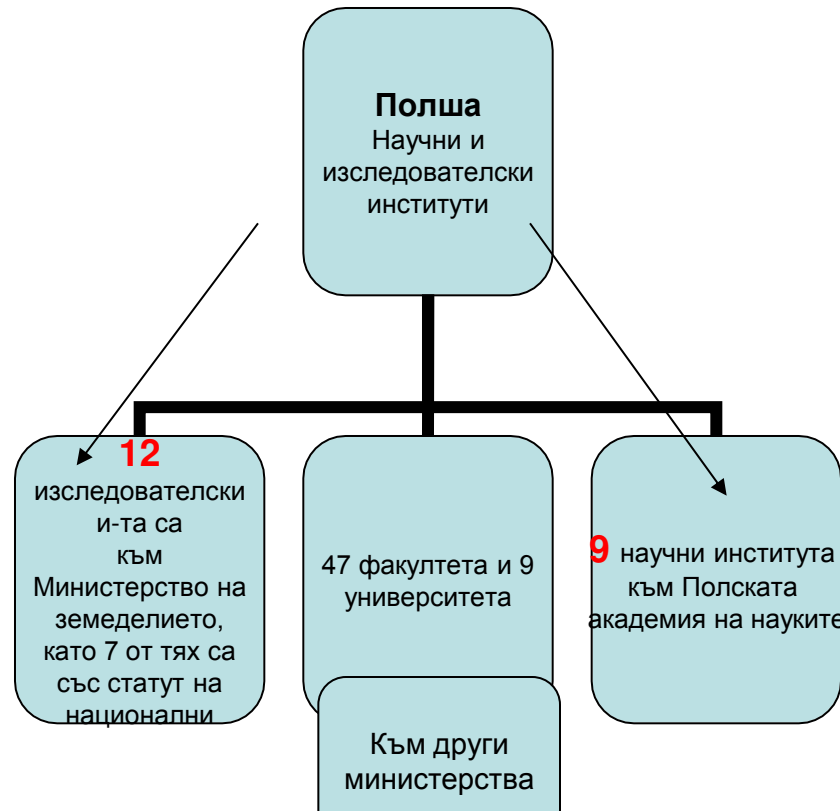 Полша
Научни и
изследователски
институти
12
изследователски
и-та са
към
Министерство на
земеделието,
като 7 от тях са
със статут на
национални
47 факултета и 9
университета
9 научни института
към Полската
академия на науките
Към други
министерства